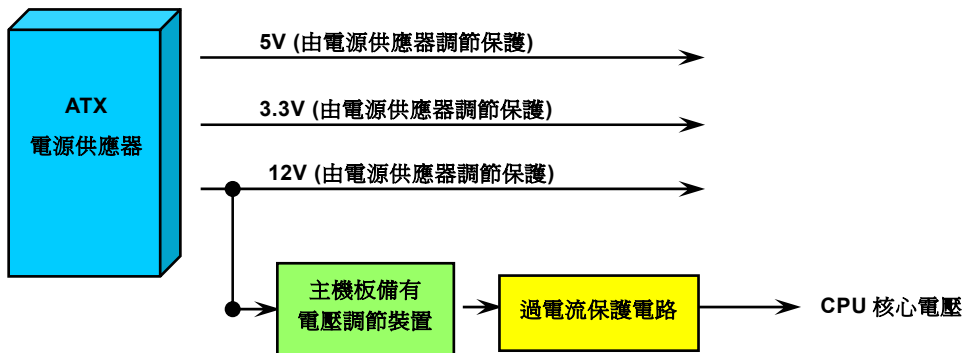 ATX
電源供應器
5V (由電源供應器調節保護)
3.3V (由電源供應器調節保護)
12V (由電源供應器調節保護)
主機板備有
電壓調節裝置
過電流保護電路
CPU 核心電壓